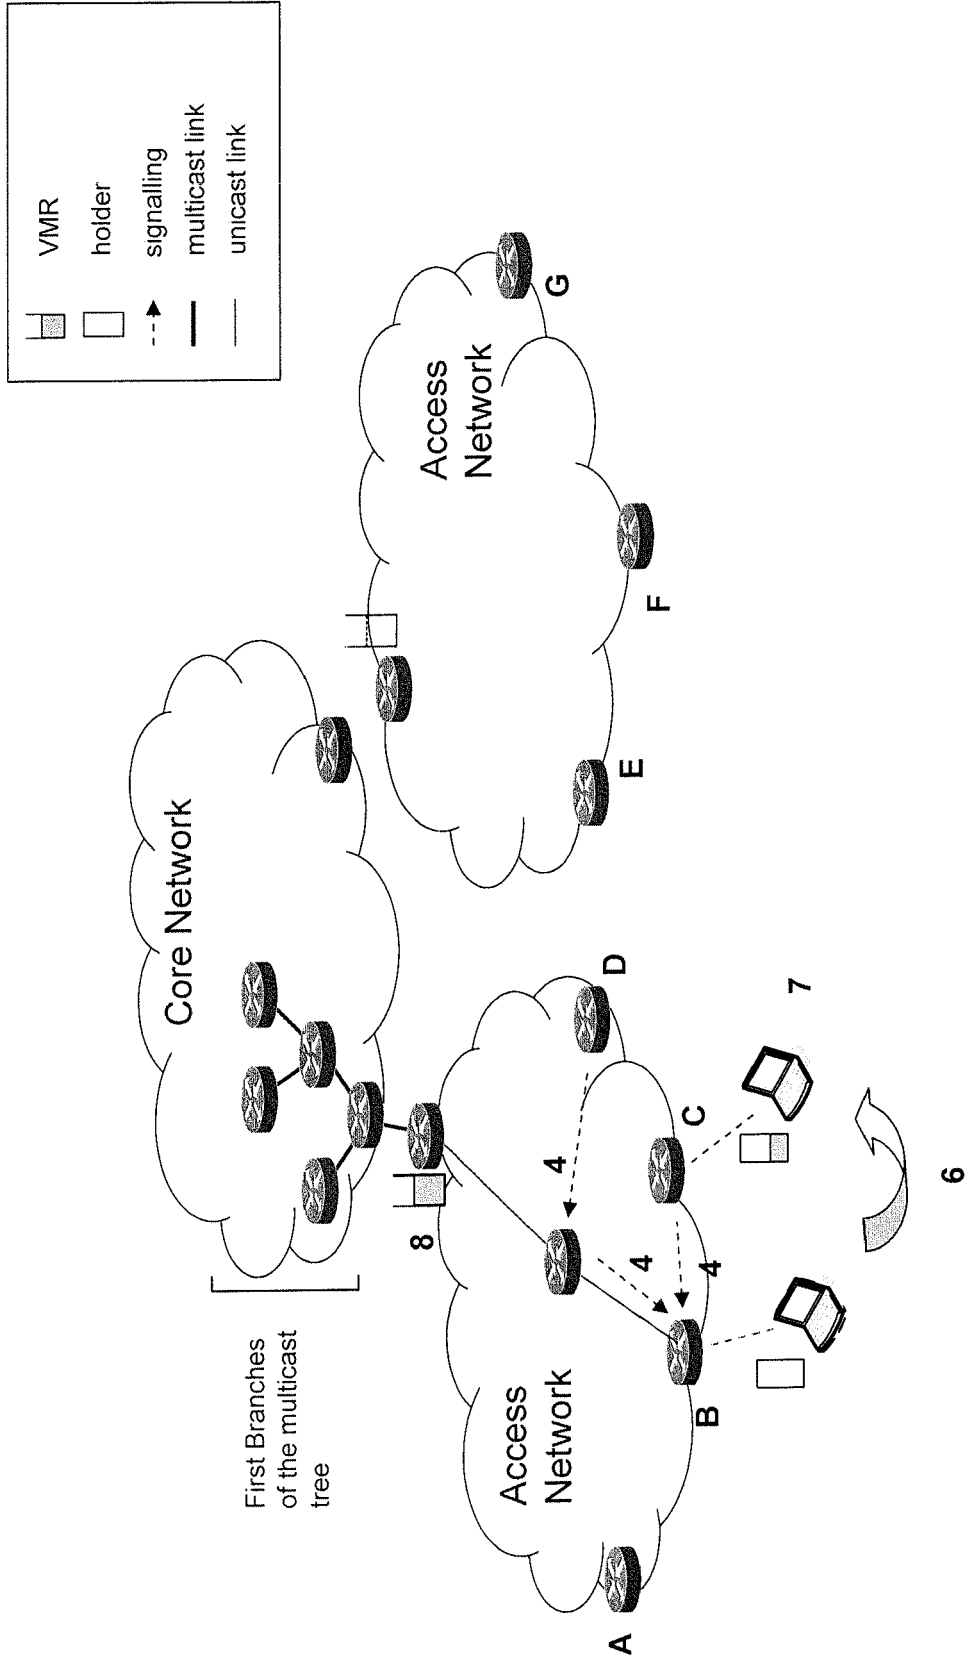 VMR
holder
signalling
multicast link
unicast link
Core Network
First Branches
of the multicast
tree
8
Access
Network
Access
Network
4
4
4
A
B
C
D
E
F
G
6
7